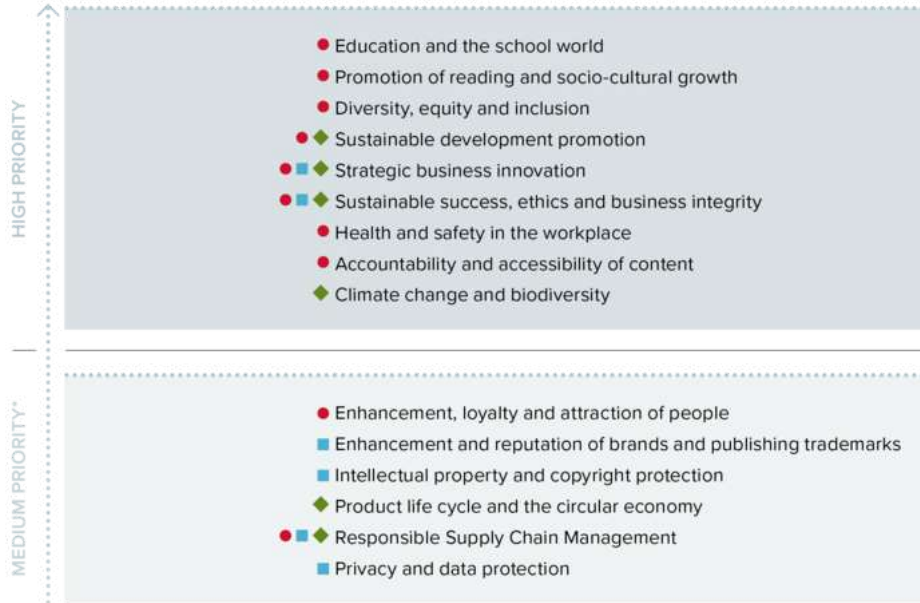 HIGH PRIORITY
Education and the school world
Promotion of reading and socio-cultural growth
Diversity, equity and inclusion
Sustainable development promotion
Strategic business innovation
Sustainable success, ethics and business integrity
Health and safety in the workplace
Accountability and accessibility of content
Climate change and biodiversity
MEDIUM PRIORITY*
Enhancement, loyalty and attraction of people
Enhancement and reputation of brands and publishing trademarks
Intellectual property and copyright protection
Product life cycle and the circular economy
Responsible Supply Chain Management
Privacy and data protection